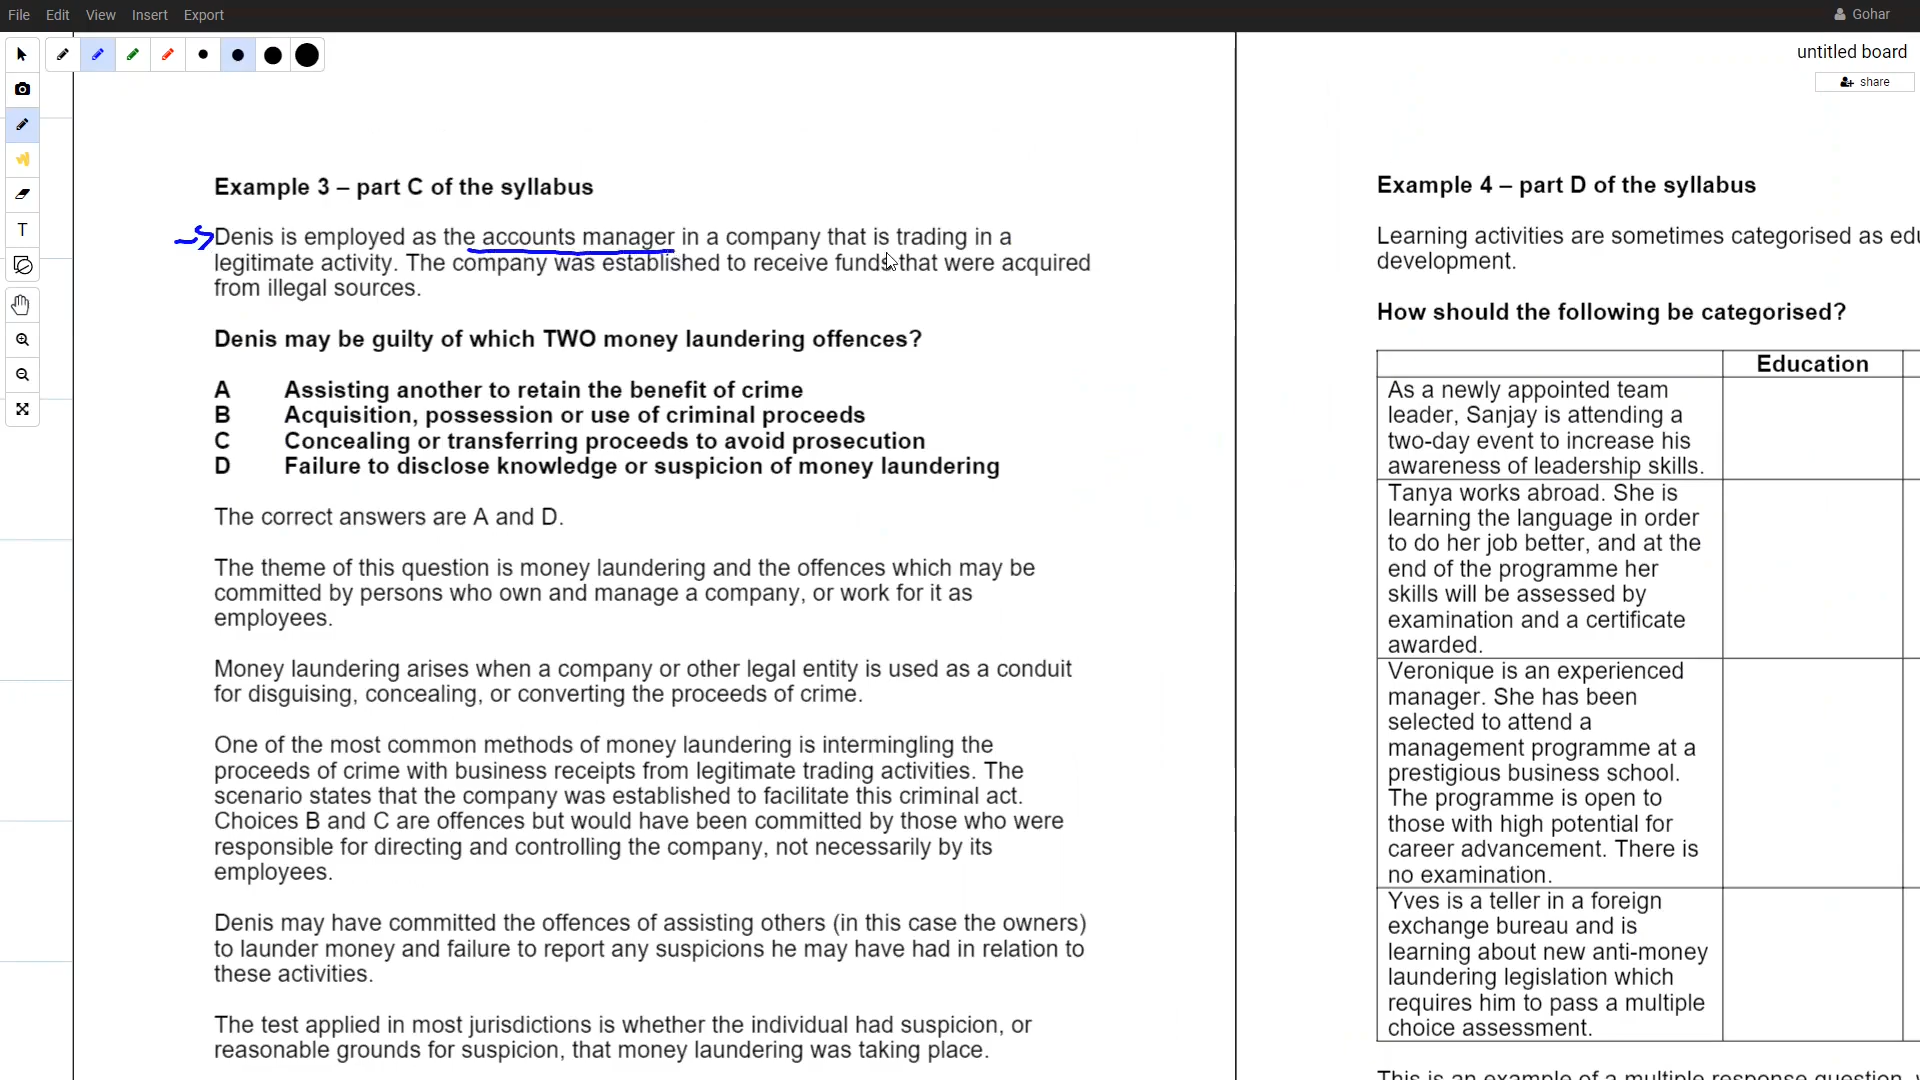 File Edit View Insert Export
Gohar
untitled board
share
T
Example 3 – part C of the syllabus
Denis is employed as the accounts manager in a company that is trading in a
legitimate activity. The company was established to receive funds that were acquired
from illegal sources.
Denis may be guilty of which TWO money laundering offences?
A Assisting another to retain the benefit of crime
B Acquisition, possession or use of criminal proceeds
C Concealing or transferring proceeds to avoid prosecution
D Failure to disclose knowledge or suspicion of money laundering
The correct answers are A and D.
The theme of this question is money laundering and the offences which may be
committed by persons who own and manage a company, or work for it as
employees.
Money laundering arises when a company or other legal entity is used as a conduit
for disguising, concealing, or converting the proceeds of crime.
One of the most common methods of money laundering is intermingling the
proceeds of crime with business receipts from legitimate trading activities. The
scenario states that the company was established to facilitate this criminal act.
Choices B and C are offences but would have been committed by those who were
responsible for directing and controlling the company, not necessarily by its
employees.
Denis may have committed the offences of assisting others (in this case the owners)
to launder money and failure to report any suspicions he may have had in relation to
these activities.
The test applied in most jurisdictions is whether the individual had suspicion, or
reasonable grounds for suspicion, that money laundering was taking place.
Example 4 – part D of the syllabus
Learning activities are sometimes categorised as edu
development.
How should the following be categorised?
Education
As a newly appointed team
leader, Sanjay is attending a
two-day event to increase his
awareness of leadership skills.
Tanya works abroad. She is
learning the language in order
to do her job better, and at the
end of the programme her
skills will be assessed by
examination and a certificate
awarded.
Veronique is an experienced
manager. She has been
selected to attend a
management programme at a
prestigious business school.
The programme is open to
those with high potential for
career advancement. There is
no examination.
Yves is a teller in a foreign
exchange bureau and is
learning about new anti-money
laundering legislation which
requires him to pass a multiple
choice assessment.
This is an example of a multiple response question,